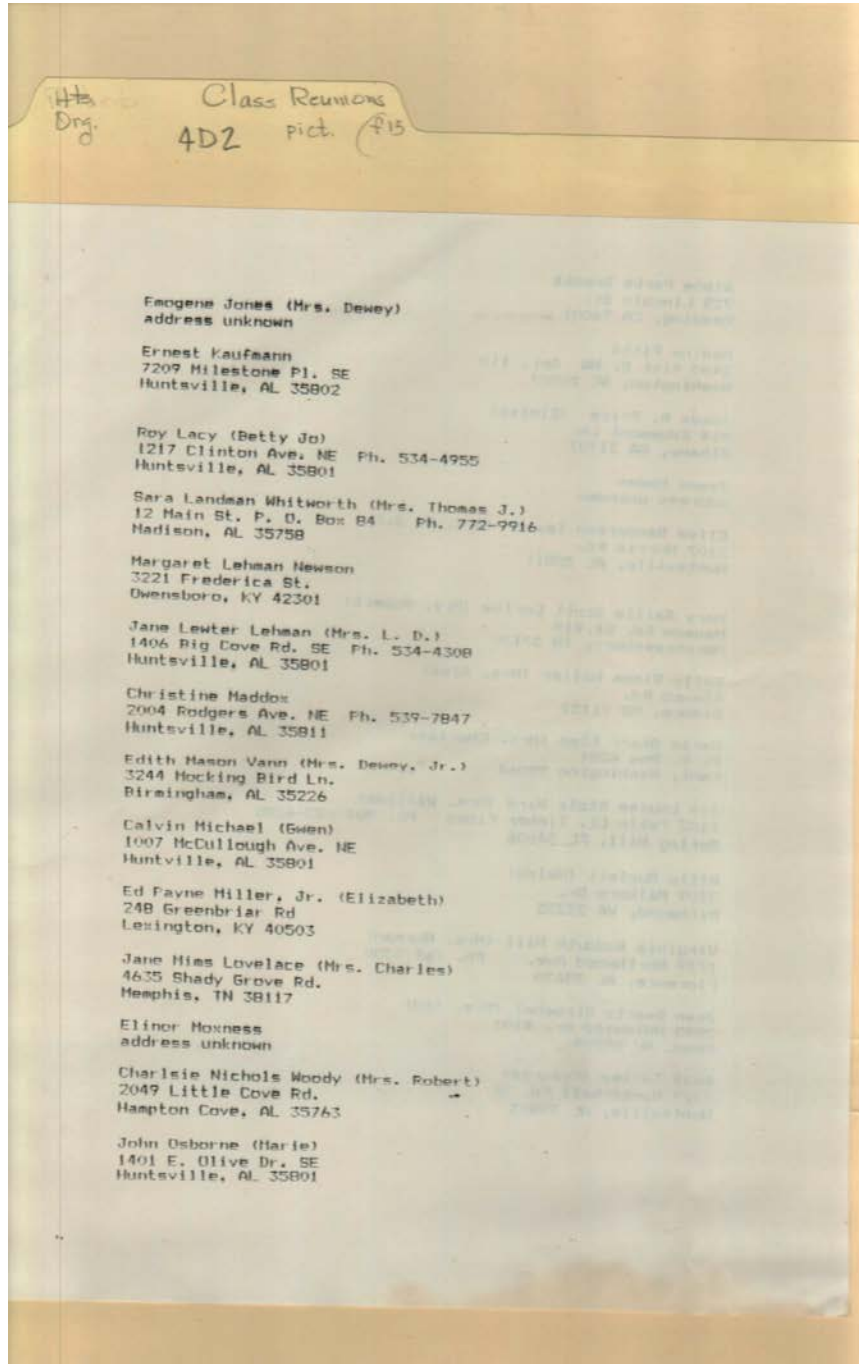 Class Reunions
Org.
4D2 pict. f 15
Emogene Jones (Mrs. Dewey)
address unknown
Ernest Kaufmann
7209 Milestone Pl. SE
Huntsville, AL 35802
Roy Lacy (Betty Jo)
1217 Clinton Ave. NE Ph. 534-4955
Huntsville, AL 35801
Sara Landman Whitworth (Mrs. Thomas J.)
12 Main St. P. O. Box 84 Ph. 772-9916
Madison, AL 35758
Margaret Lehman Newson
3221 Frederica St.
Owensboro, KY 42301
Jane Lewter Lehman (Mrs. L. D.)
1406 Big Cove Rd. SE Ph. 534-4308
Huntsville, AL 35801
Christine Maddox
2004 Rodgers Ave. NE Ph. 539-7847
Huntsville, AL 35811
Edith Mason Vann (Mrs. Dewey, Jr.)
3244 Mocking Bird Ln.
Birmingham, AL 35226
Calvin Michael (Gwen)
1007 McCullough Ave. NE
Huntville, AL 35801
Ed Payne Miller, Jr. (Elizabeth)
248 Greenbriar Rd
Lexington, KY 40503
Jane Mims Lovelace (Mrs. Charles)
4635 Shady Grove Rd.
Memphis, TN 38117
Elinor Moxness
address unknown
Charlsie Nichols Woody (Mrs. Robert)
2049 Little Cove Rd.
Hampton Cove, AL 35763
John Osborne (Marie)
1401 E. Olive Dr. SE
Huntsville, AL 35801